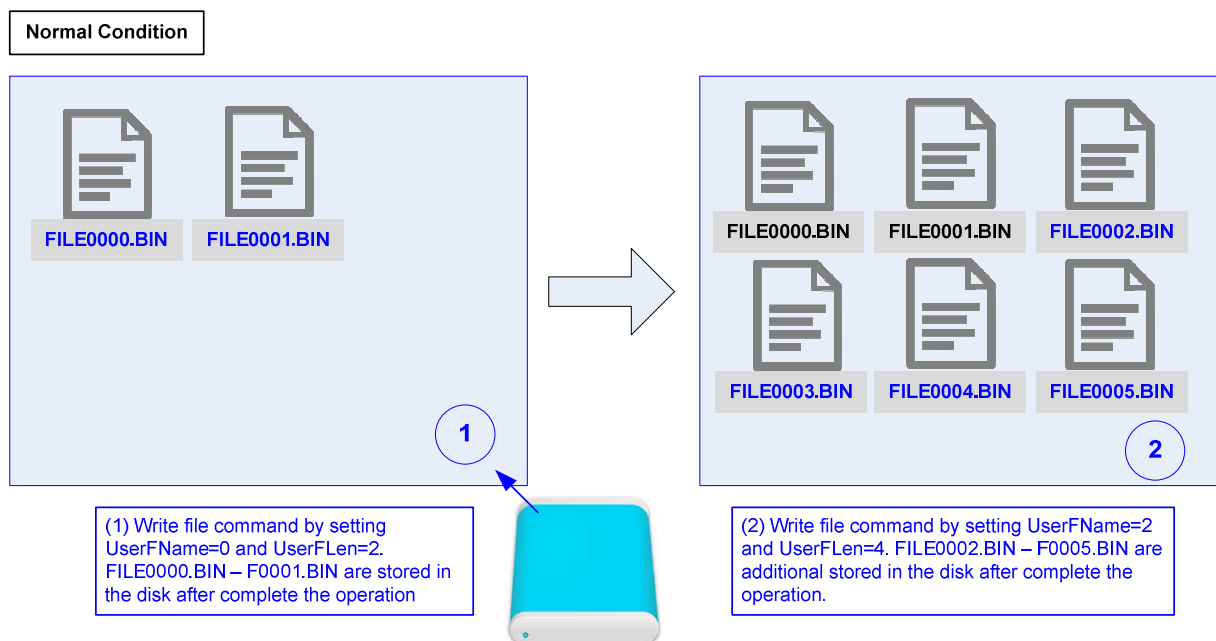 Normal Condition
FILE0000.BIN
FILE0001.BIN
1
FILE0000.BIN
FILE0001.BIN
FILE0002.BIN
FILE0003.BIN
FILE0004.BIN
FILE0005.BIN
2
(1) Write file command by setting
UserFName=0 and UserFLen=2.
FILE0000.BIN – F0001.BIN are stored in
the disk after complete the operation
(2) Write file command by setting UserFName=2
and UserFLen=4. FILE0002.BIN – F0005.BIN are
additional stored in the disk after complete the
operation.